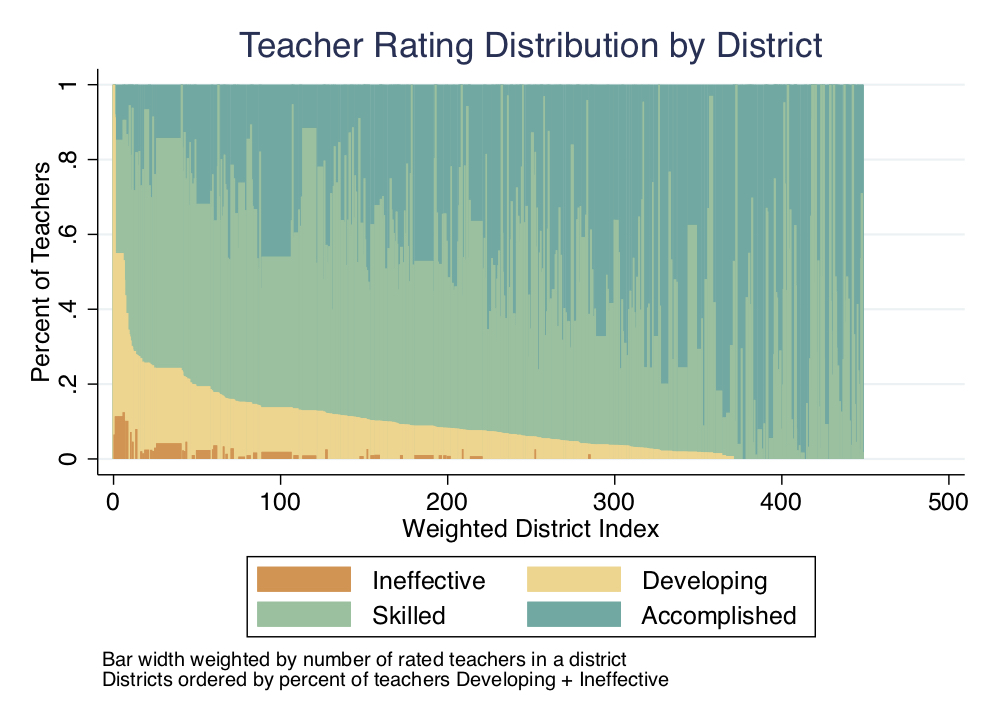 Teacher Rating Distribution by District
Percent of Teachers
1
.8
.6
.4
.2
0
0 100 200 300 400 500
Weighted District Index
Ineffective Developing
Skilled Accomplished
Bar width weighted by number of rated teachers in a district
Districts ordered by percent of teachers Developing + Ineffective